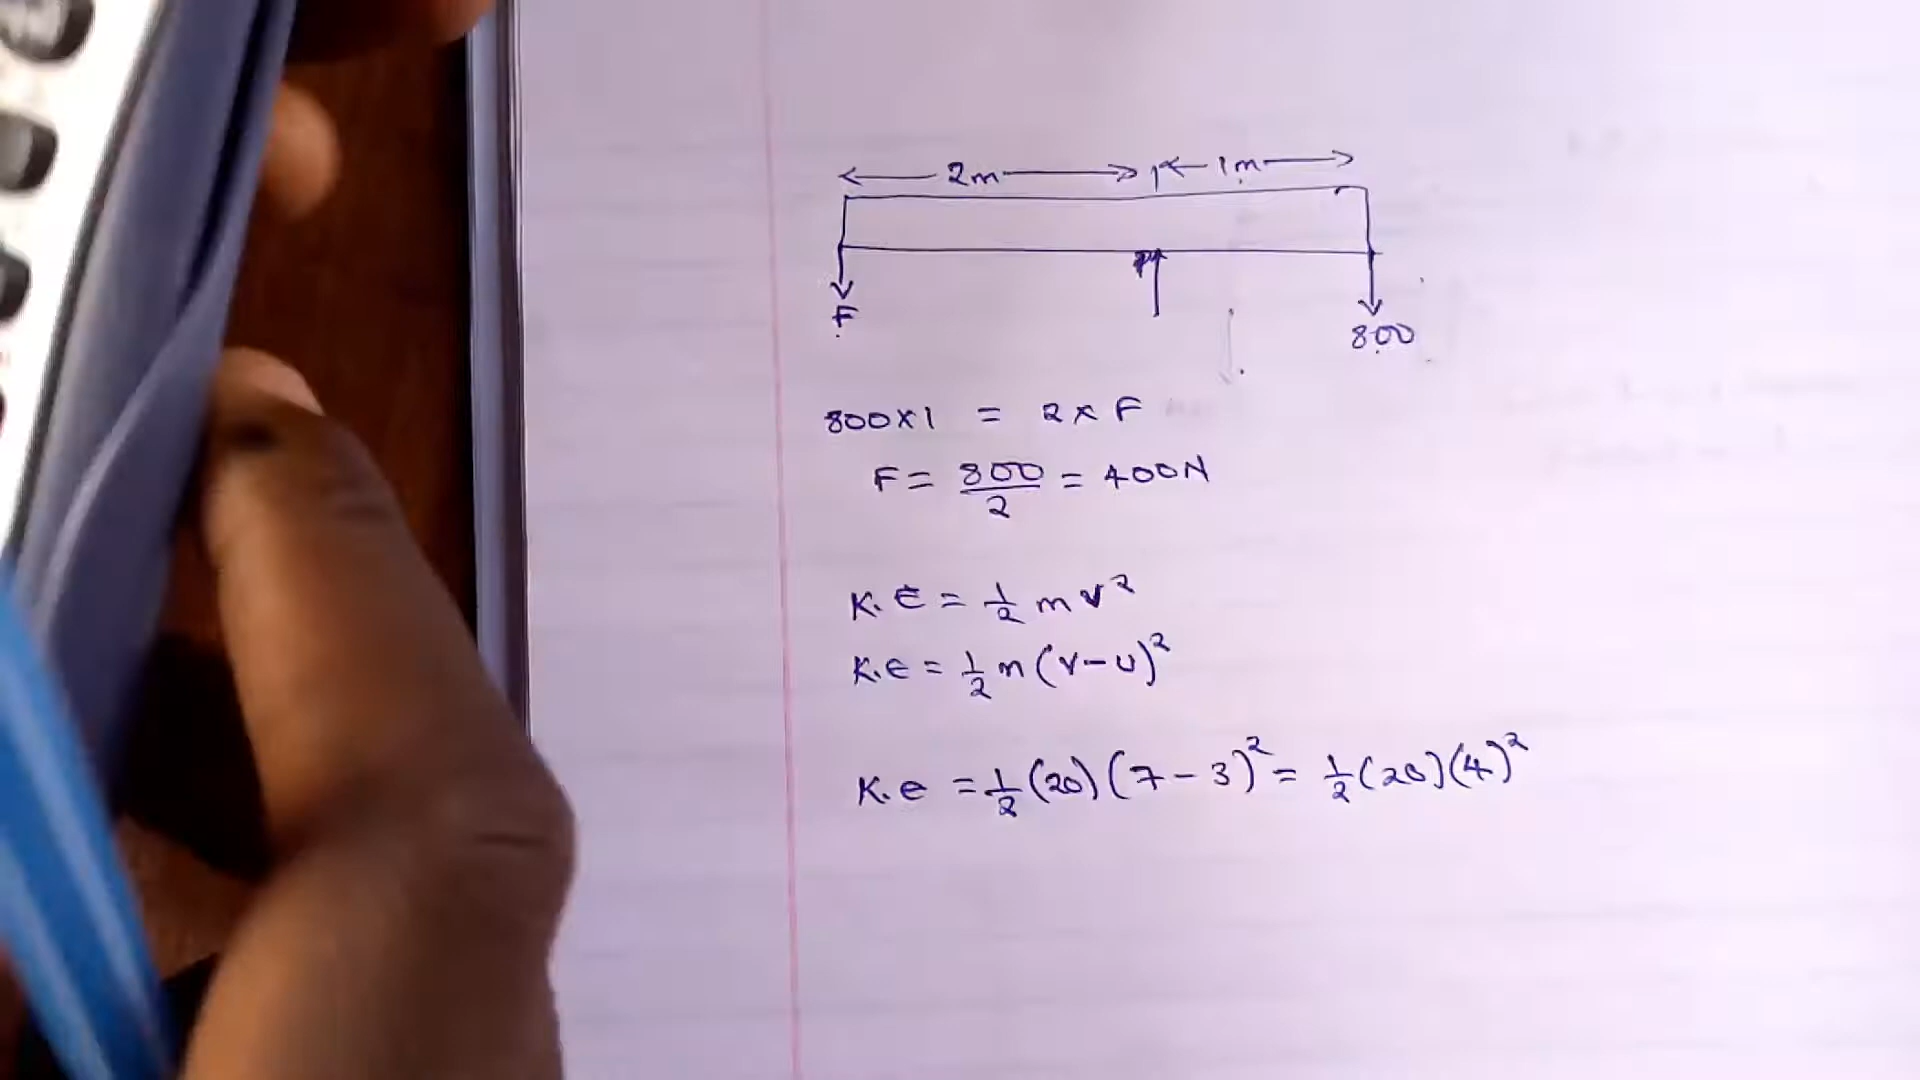 2m 1m
F
800
800×1 = 2×F
F = 800/2 = 400N
K.E = 1/2 mv²
K.e = 1/2 m(v-u)²
K.e = 1/2(20)(7-3)² = 1/2(20)(4)²